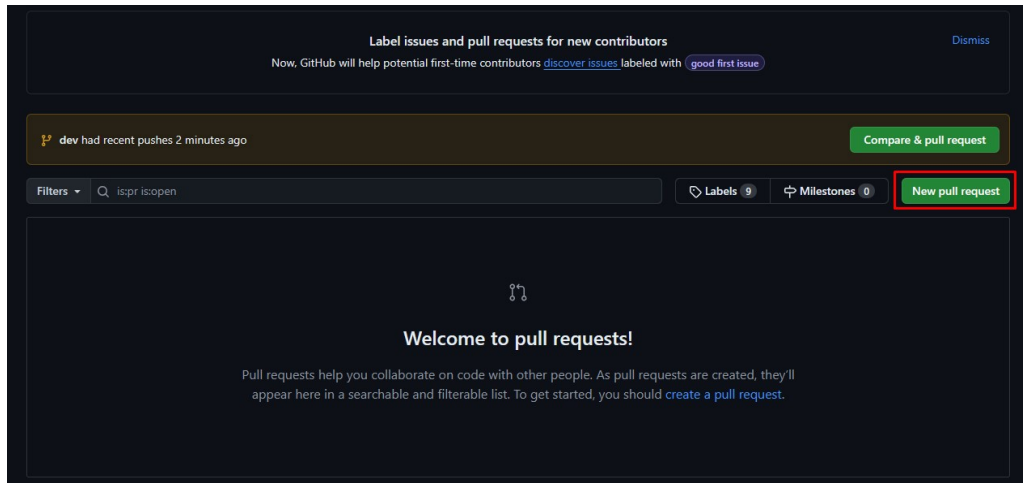 Label issues and pull requests for new contributors
Dismiss
Now, GitHub will help potential first-time contributors discover issues labeled with good first issue
dev had recent pushes 2 minutes ago
Compare & pull request
Filters
is:pr is:open
Labels 9
Milestones 0
New pull request
Welcome to pull requests!
Pull requests help you collaborate on code with other people. As pull requests are created, they'll
appear here in a searchable and filterable list. To get started, you should create a pull request.